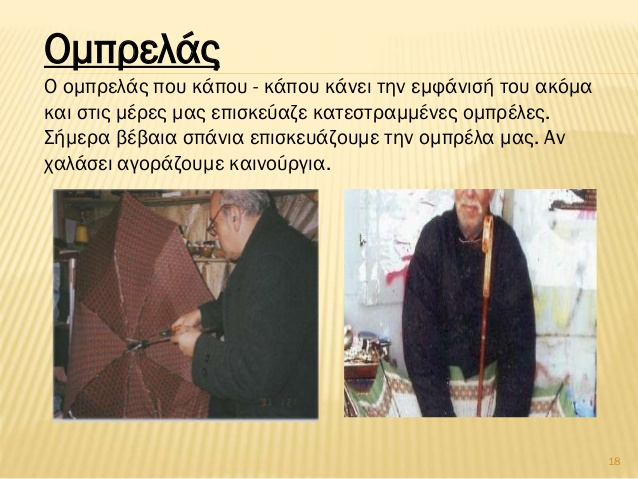 Ομπρελάς
Ο ομπρελάς που κάπου - κάπου κάνει την εμφάνισή του ακόμα
και στις μέρες μας επισκεύαζε κατεστραμμένες ομπρέλες.
Σήμερα βέβαια σπάνια επισκευάζουμε την ομπρέλα μας. Αν
χαλάσει αγοράζουμε καινούργια.
18